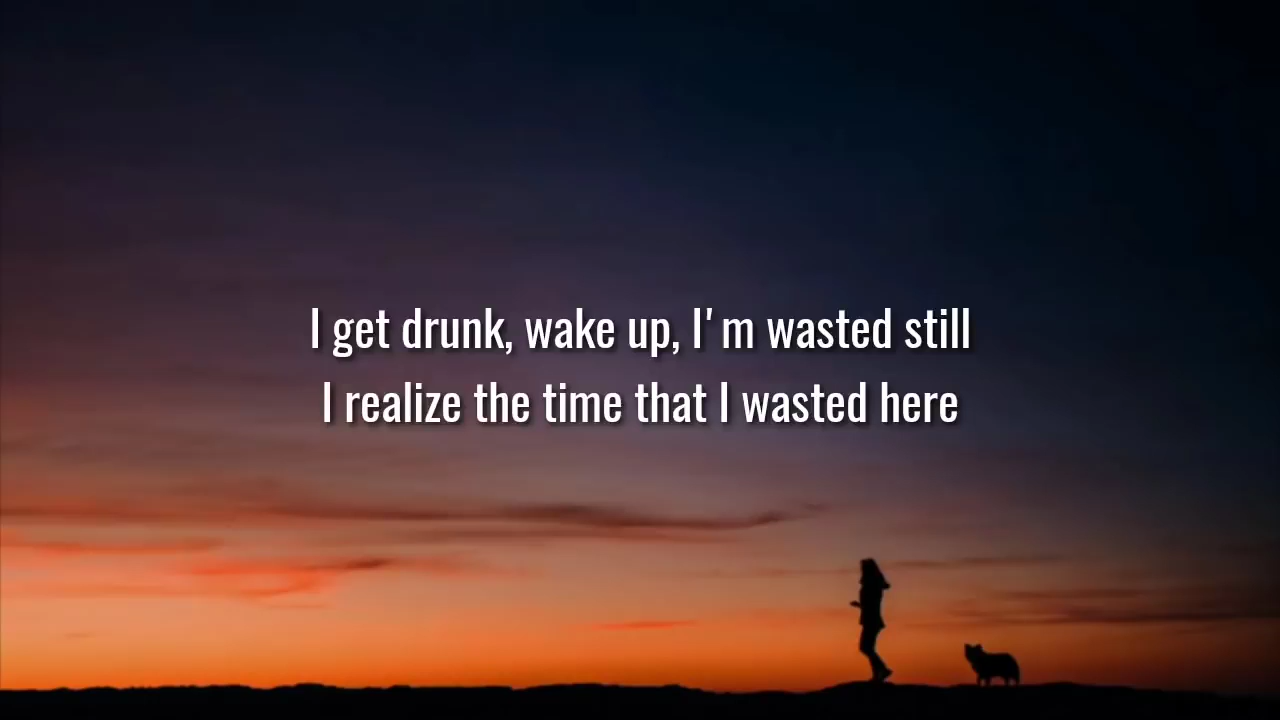 I get drunk, wake up, I'm wasted still
I realize the time that I wasted here